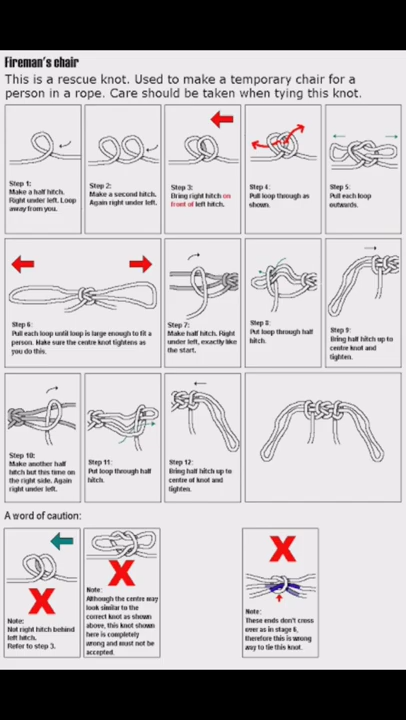 Fireman's chair
This is a rescue knot. Used to make a temporary chair for a
person in a rope. Care should be taken when tying this knot.
Step 1:
Make a half hitch.
Right under left. Loop
away from you.
Step 2:
Make a second hitch.
Again right under left.
Step 3:
Bring right hitch on
front of left hitch.
Step 4:
Pull loop through as
shown.
Step 5:
Pull each loop
outwards.
Step 6:
Pull each loop until loop is large enough to fit a
person. Make sure the centre knot tightens as
you do this.
Step 7:
Make half hitch. Right
under left, exactly like
the start.
Step 8:
Put loop through half
hitch.
Step 9:
Bring half hitch up to
centre knot and
tighten.
Step 10:
Make another half
hitch but this time on
the right side. Again
right under left.
Step 11:
Put loop through half
hitch.
Step 12:
Bring half hitch up to
centre of knot and
tighten.
A word of caution:
X
Note:
Not right hitch behind
left hitch.
Refer to step 3.
X
Note:
Although the centre may
look similar to the
correct knot as shown
above, this knot shown
here is completely
wrong and must not be
accepted.
X
Note:
These ends don't cross
over as in stage 6,
therefore this is wrong
way to tie this knot.